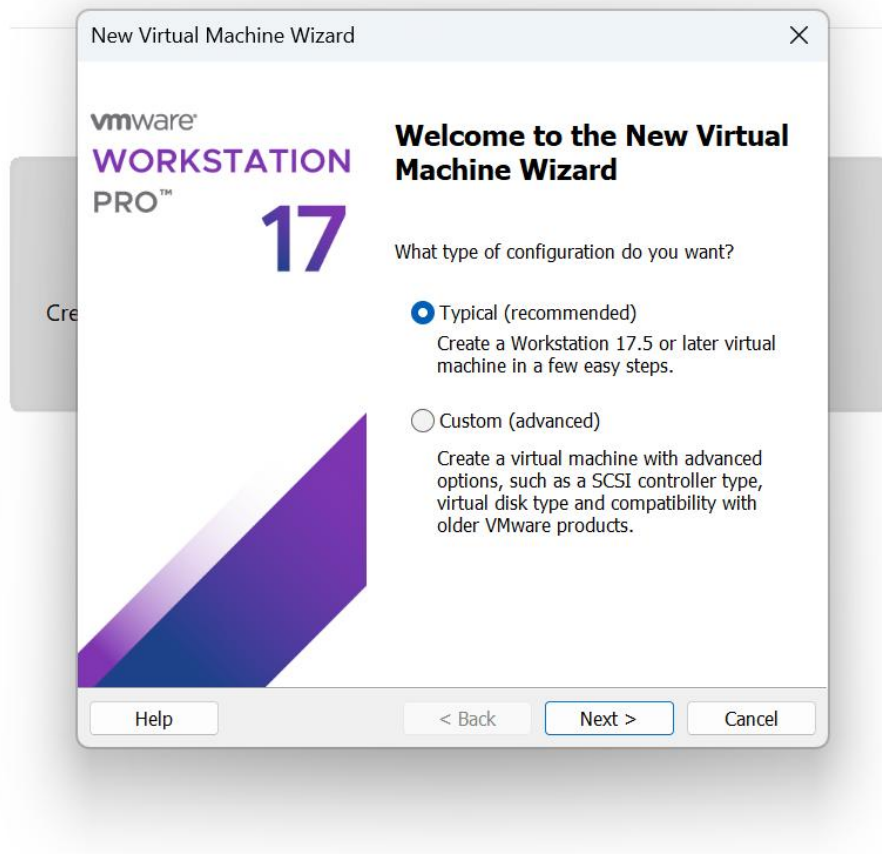 New Virtual Machine Wizard
vmware®
WORKSTATION
PRO™
17
Welcome to the New Virtual
Machine Wizard
What type of configuration do you want?
Typical (recommended)
Create a Workstation 17.5 or later virtual
machine in a few easy steps.
Custom (advanced)
Create a virtual machine with advanced
options, such as a SCSI controller type,
virtual disk type and compatibility with
older VMware products.
Cre
Help
< Back
Next >
Cancel